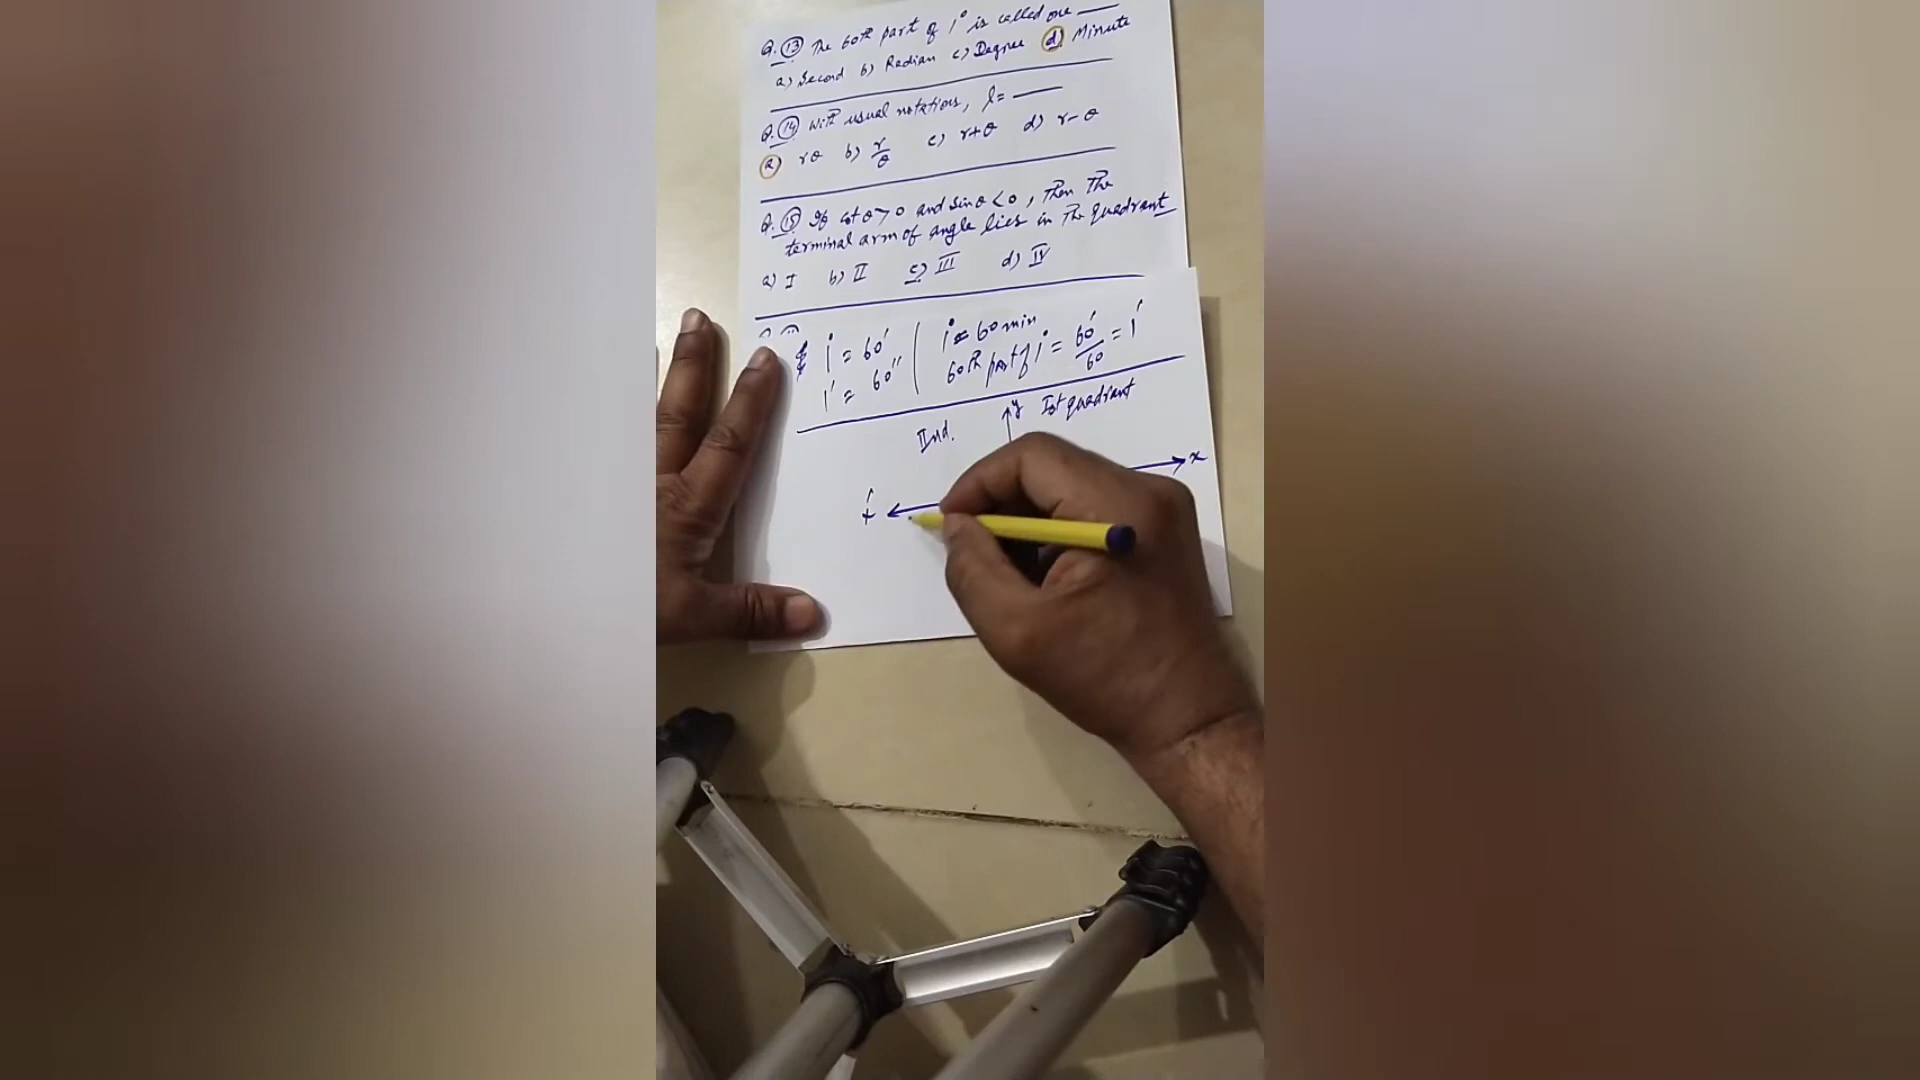 Q. 13 The 60th part of 1° is called one ___
a) Second b) Radian c) Degree d) Minute
Q. 14 With usual notations, l = ___
a rθ b) r/θ c) r+θ d) r-θ
Q. 15 If cotθ>0 and sinθ<0, then the
terminal arm of angle lies in the quadrant
a) I b) II c) III d) IV
1° = 60' | 1° = 60 min
1' = 60'' | 60th part of 1° = 60'/60 = 1'
y Ist quadrant
IInd.
x
x'